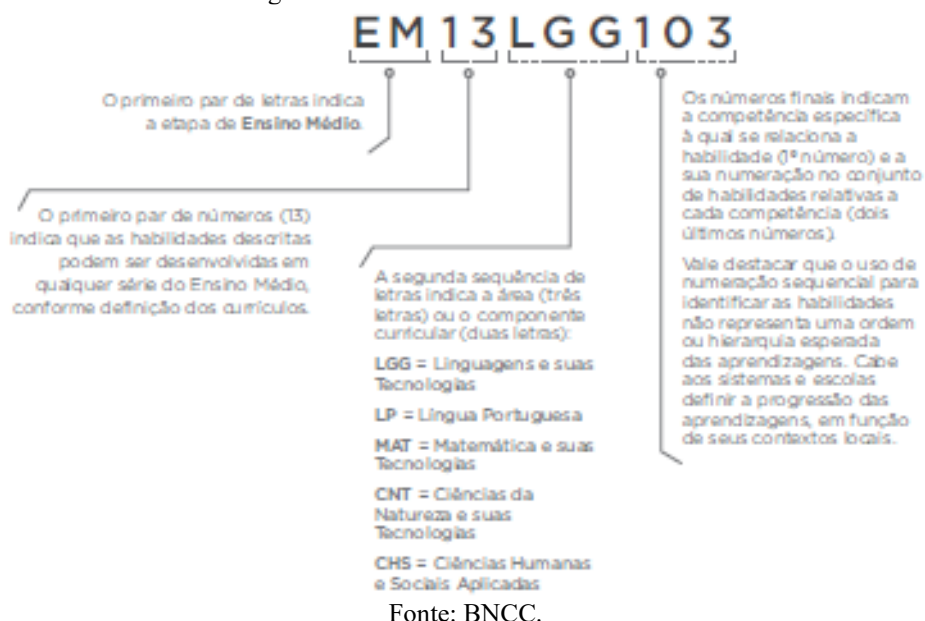 EM13LGG103
O primeiro par de letras indica
a etapa de Ensino Médio.
O primeiro par de números (13)
indica que as habilidades descritas
podem ser desenvolvidas em
qualquer série do Ensino Médio,
conforme definição dos currículos.
A segunda sequência de
letras indica a área (três
letras) ou o componente
curricular (duas letras):
LGG = Linguagens e suas
Tecnologias
LP = Língua Portuguesa
MAT = Matemática e suas
Tecnologias
CNT = Ciências da
Natureza e suas
Tecnologias
CHS = Ciências Humanas
e Sociais Aplicadas
Os números finais indicam
a competência específica
à qual se relaciona a
habilidade (1º número) e a
sua numeração no conjunto
de habilidades relativas a
cada competência (dois
últimos números).
Vale destacar que o uso de
numeração sequencial para
identificar as habilidades
não representa uma ordem
ou hierarquia esperada
das aprendizagens. Cabe
aos sistemas e escolas
definir a progressão das
aprendizagens, em função
de seus contextos locais.
Fonte: BNCC.